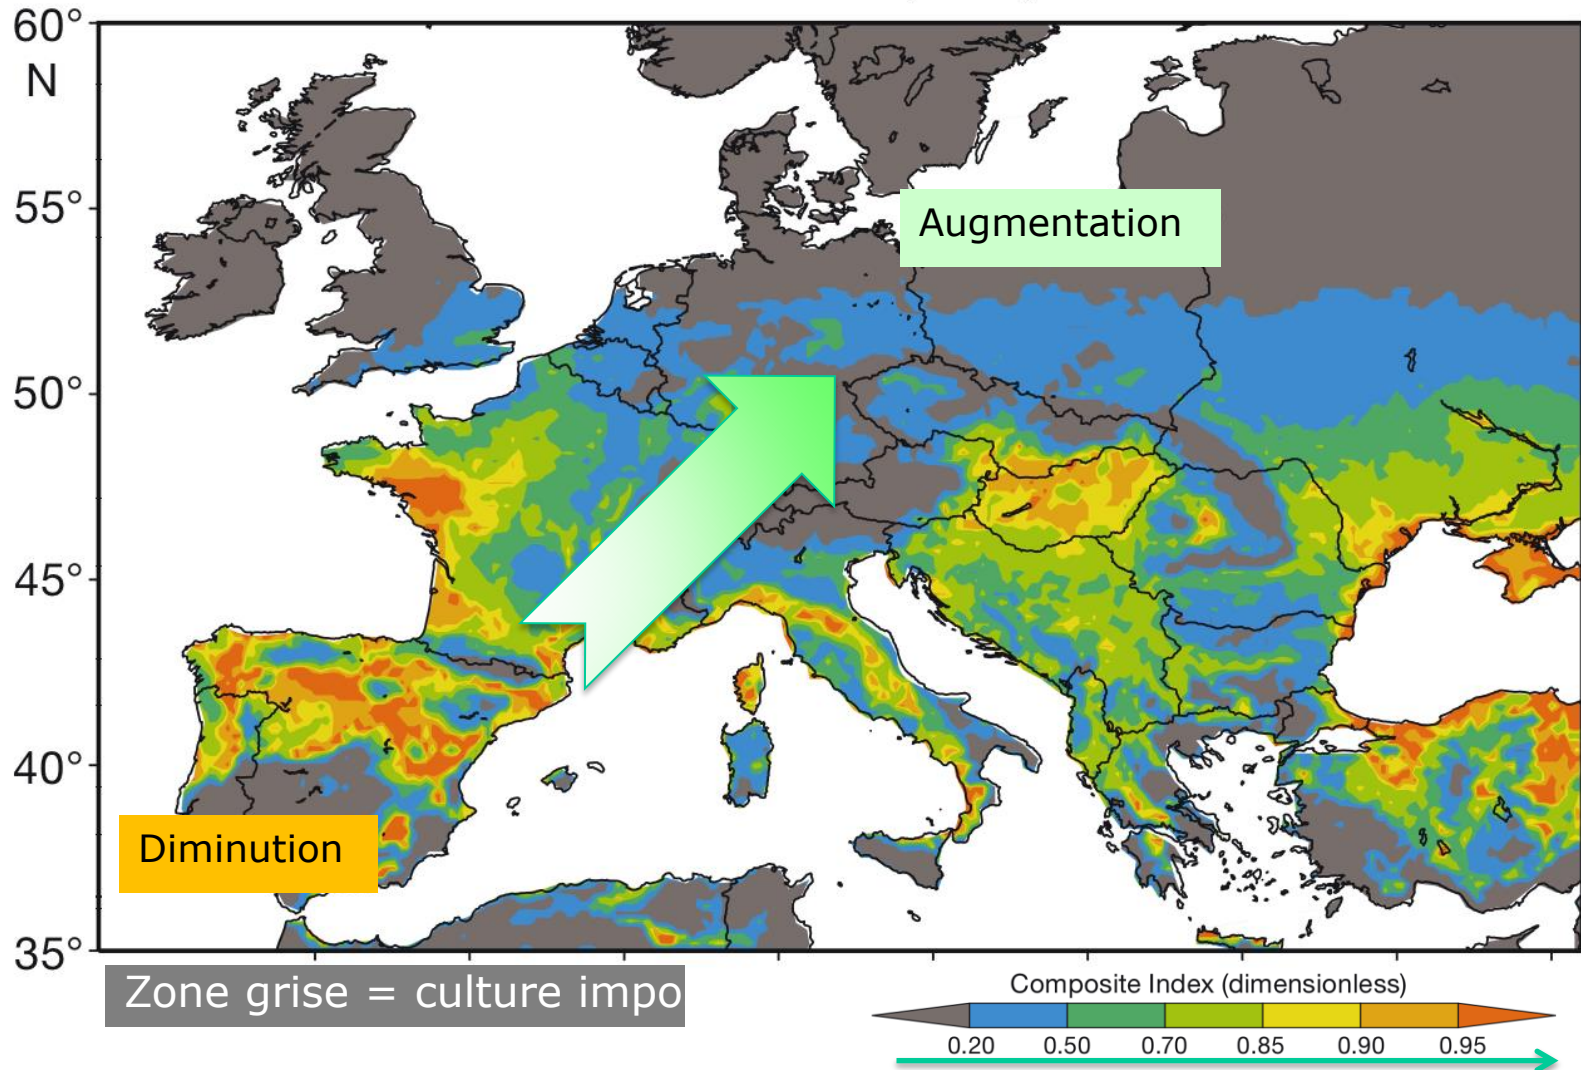 60°
N
55°
Augmentation
50°
45°
40°
Diminution
35°
Zone grise = culture impo
Composite Index (dimensionless)
0.20 0.50 0.70 0.85 0.90 0.95